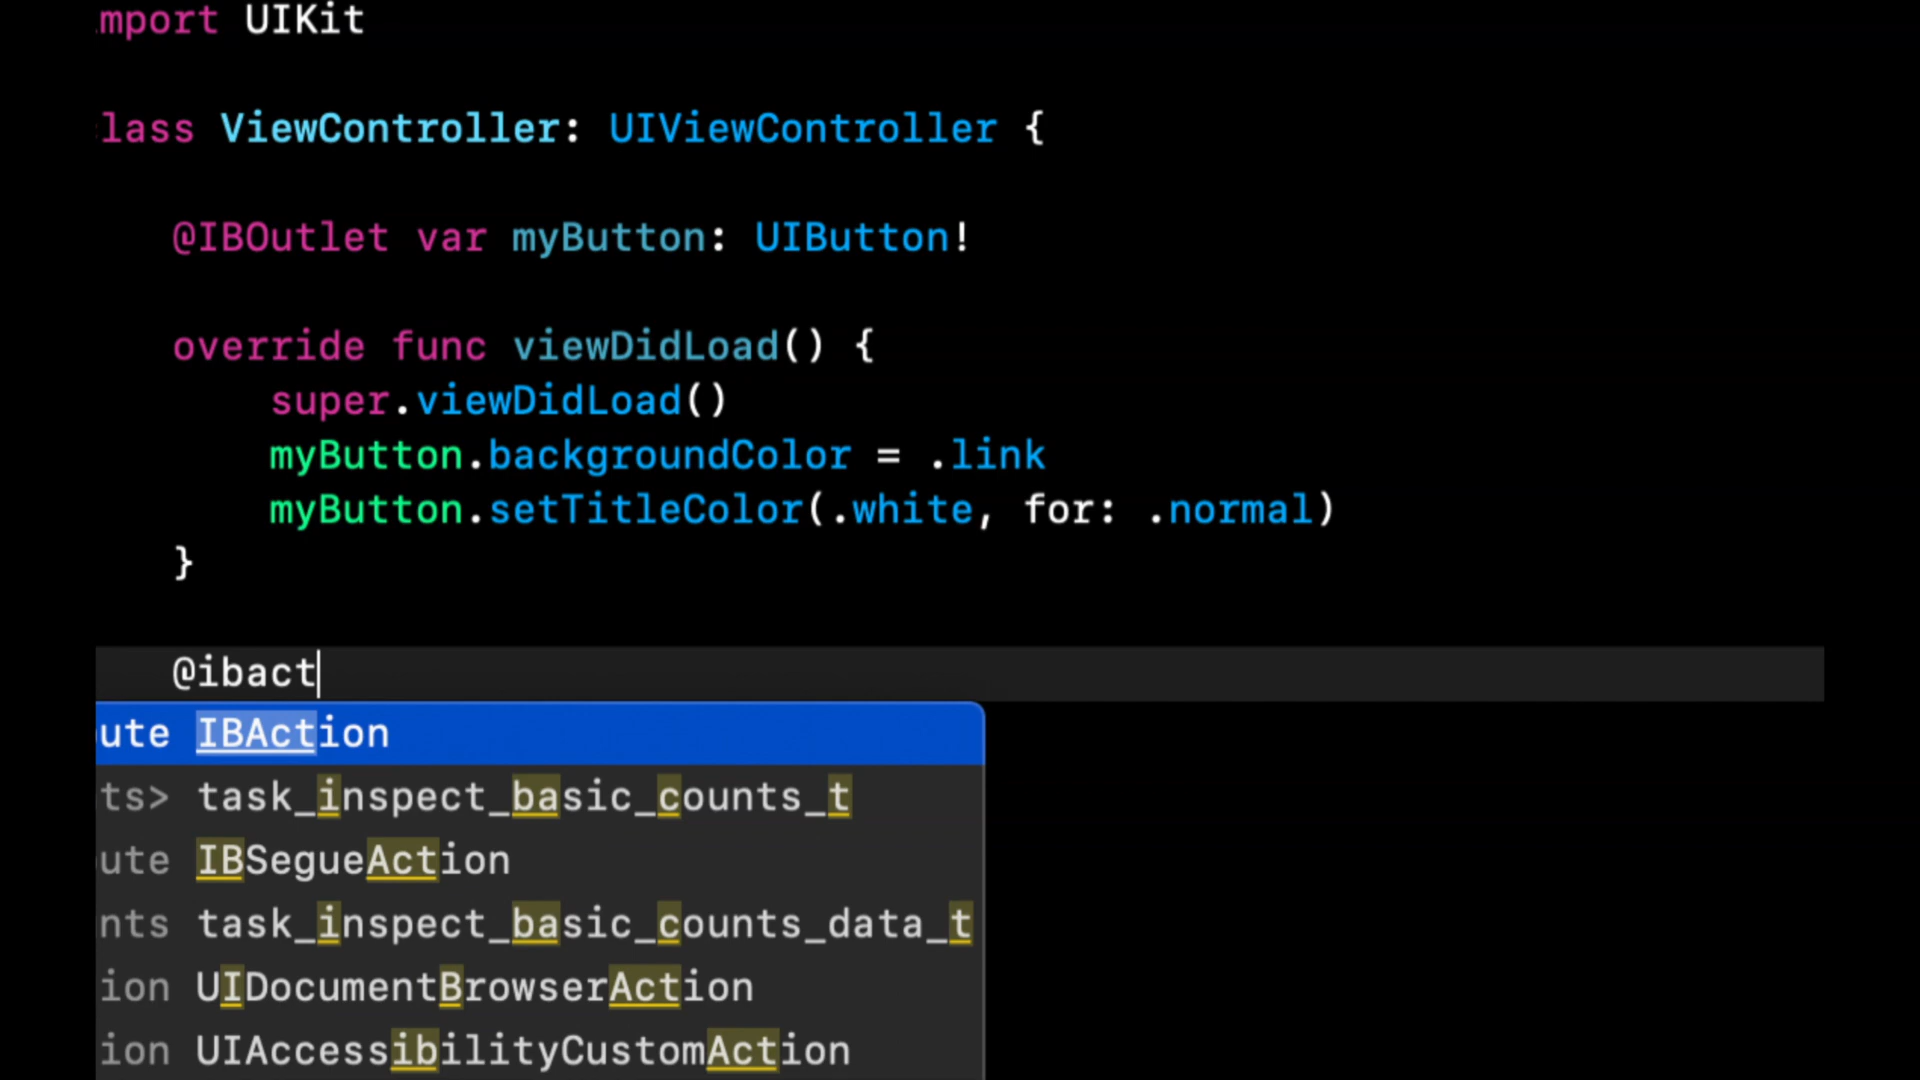 mport UIKit
lass ViewController: UIViewController {
@IBOutlet var myButton: UIButton!
override func viewDidLoad() {
super.viewDidLoad()
myButton.backgroundColor = .link
myButton.setTitleColor(.white, for: .normal)
}
@ibact
ute IBAction
ts> task_inspect_basic_counts_t
ute IBSegueAction
nts task_inspect_basic_counts_data_t
ion UIDocumentBrowserAction
ion UIAccessibilityCustomAction